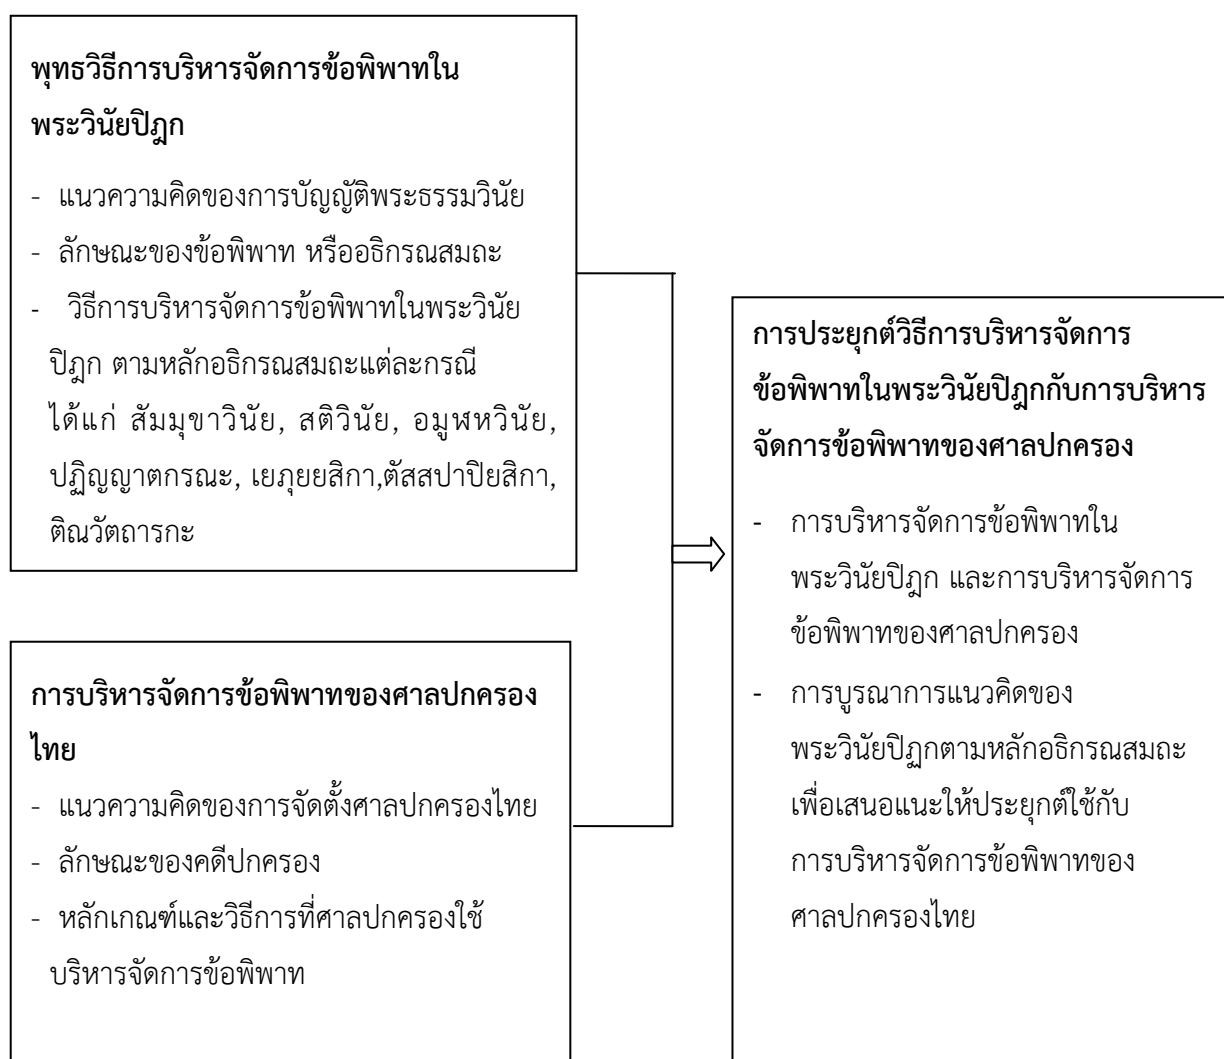 พุทธวิธีการบริหารจัดการข้อพิพาทใน
พระวินัยปิฎก
- แนวความคิดของการบัญญัติพระธรรมวินัย
- ลักษณะของข้อพิพาท หรืออธิกรณสมถะ
- วิธีการบริหารจัดการข้อพิพาทในพระวินัย
ปิฎก ตามหลักอธิกรณสมถะแต่ละกรณี
ได้แก่ สัมมุขาวินัย, สติวินัย, อมูฬหวินัย,
ปฏิญญาตกรณะ, เยภุยยสิกา,ตัสสปาปิยสิกา,
ติณวัตถารกะ
การบริหารจัดการข้อพิพาทของศาลปกครอง
ไทย
- แนวความคิดของการจัดตั้งศาลปกครองไทย
- ลักษณะของคดีปกครอง
- หลักเกณฑ์และวิธีการที่ศาลปกครองใช้
บริหารจัดการข้อพิพาท
การประยุกต์วิธีการบริหารจัดการ
ข้อพิพาทในพระวินัยปิฎกกับการบริหาร
จัดการข้อพิพาทของศาลปกครอง
- การบริหารจัดการข้อพิพาทใน
พระวินัยปิฎก และการบริหารจัดการ
ข้อพิพาทของศาลปกครอง
- การบูรณาการแนวคิดของ
พระวินัยปิฏกตามหลักอธิกรณสมถะ
เพื่อเสนอแนะให้ประยุกต์ใช้กับ
การบริหารจัดการข้อพิพาทของ
ศาลปกครองไทย